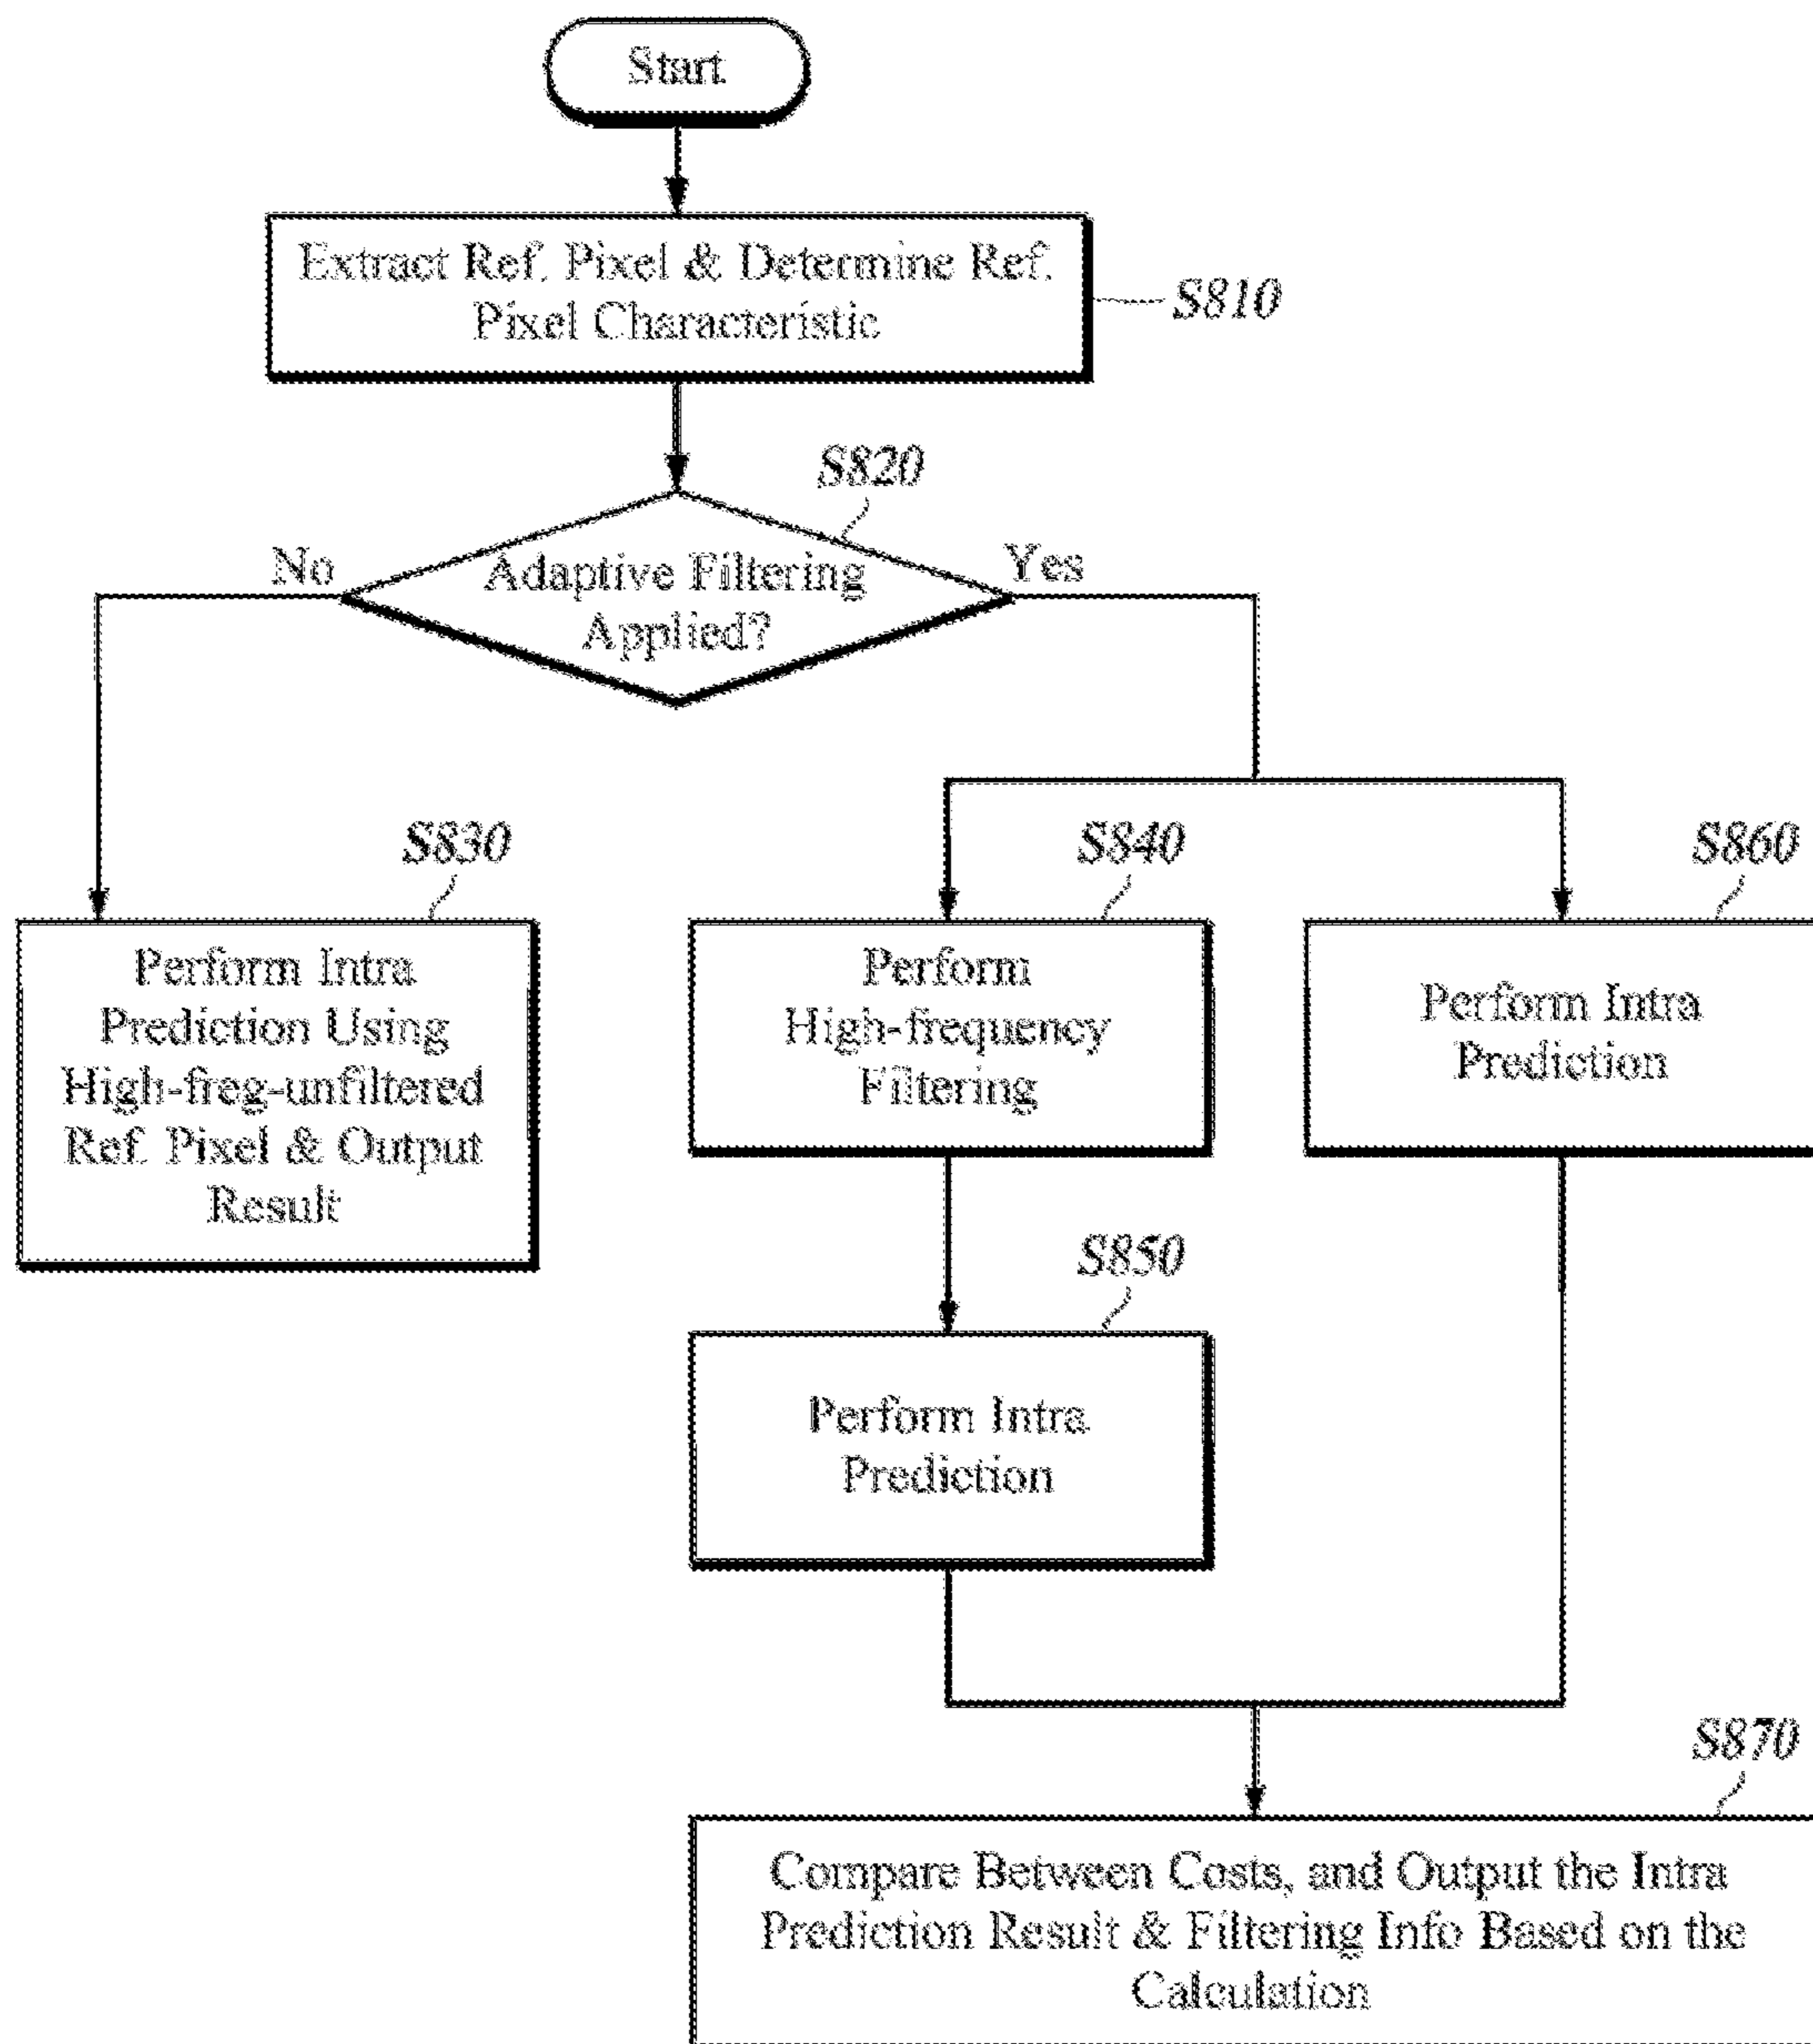 Start
Extract Ref. Pixel & Determine Ref.
Pixel Characteristic
S810
S820
No
Adaptive Filtering
Applied?
Yes
S830
Perform Intra
Prediction Using
High-freg-unfiltered
Ref. Pixel & Output
Result
S840
Perform
High-frequency
Filtering
S860
Perform Intra
Prediction
S850
Perform Intra
Prediction
S870
Compare Between Costs, and Output the Intra
Prediction Result & Filtering Info Based on the
Calculation